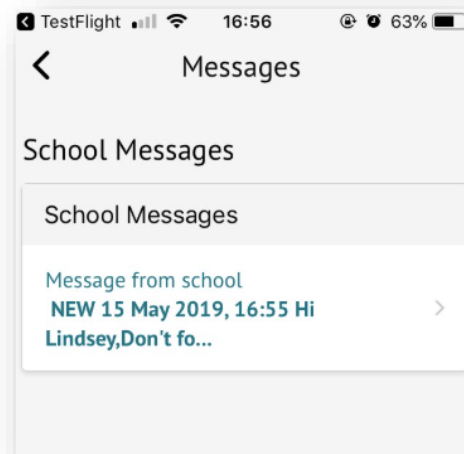 TestFlight 16:56 63%
Messages
School Messages
School Messages
Message from school
NEW 15 May 2019, 16:55 Hi
Lindsey,Don't fo...